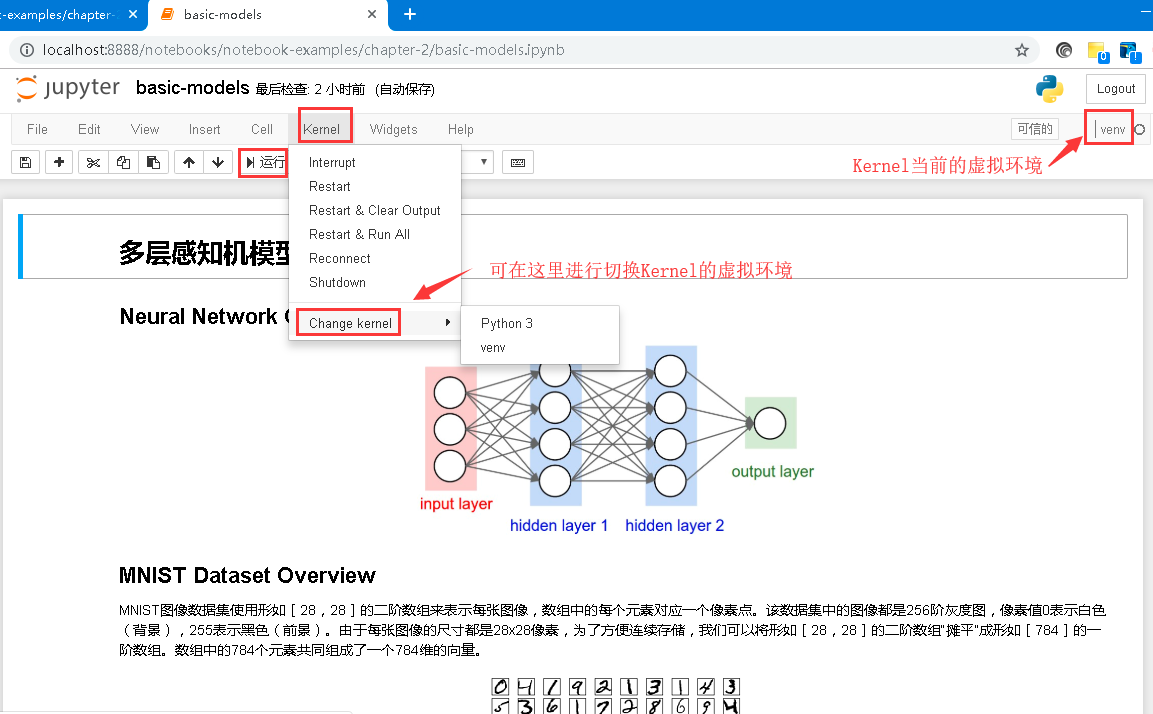 ‹-examples/chapter-
basic-models
localhost:8888/notebooks/notebook-examples/chapter-2/basic-models.ipynb
jupyter basic-models 最后检查: 2 小时前 (自动保存)
Logout
File Edit View Insert Cell Kernel Widgets Help
可信的 venv
运行
Kernel当前的虚拟环境
Interrupt
Restart
Restart & Clear Output
Restart & Run All
Reconnect
Shutdown
Change kernel
可在这里进行切换Kernel的虚拟环境
Python 3
venv
多层感知机模型
Neural Network
input layer
hidden layer 1
hidden layer 2
output layer
MNIST Dataset Overview
MNIST图像数据集使用形如 [ 28，28 ] 的二阶数组来表示每张图像，数组中的每个元素对应一个像素点。该数据集中的图像都是256阶灰度图，像素值0表示白色
（背景），255表示黑色（前景）。由于每张图像的尺寸都是28x28像素，为了方便连续存储，我们可以将形如 [ 28，28 ] 的二阶数组“摊平”成形如 [ 784 ] 的一
阶数组。数组中的784个元素共同组成了一个784维的向量。
0 4 1 9 2 1 3 1 4 3
5 3 6 1 7 2 8 6 9 4